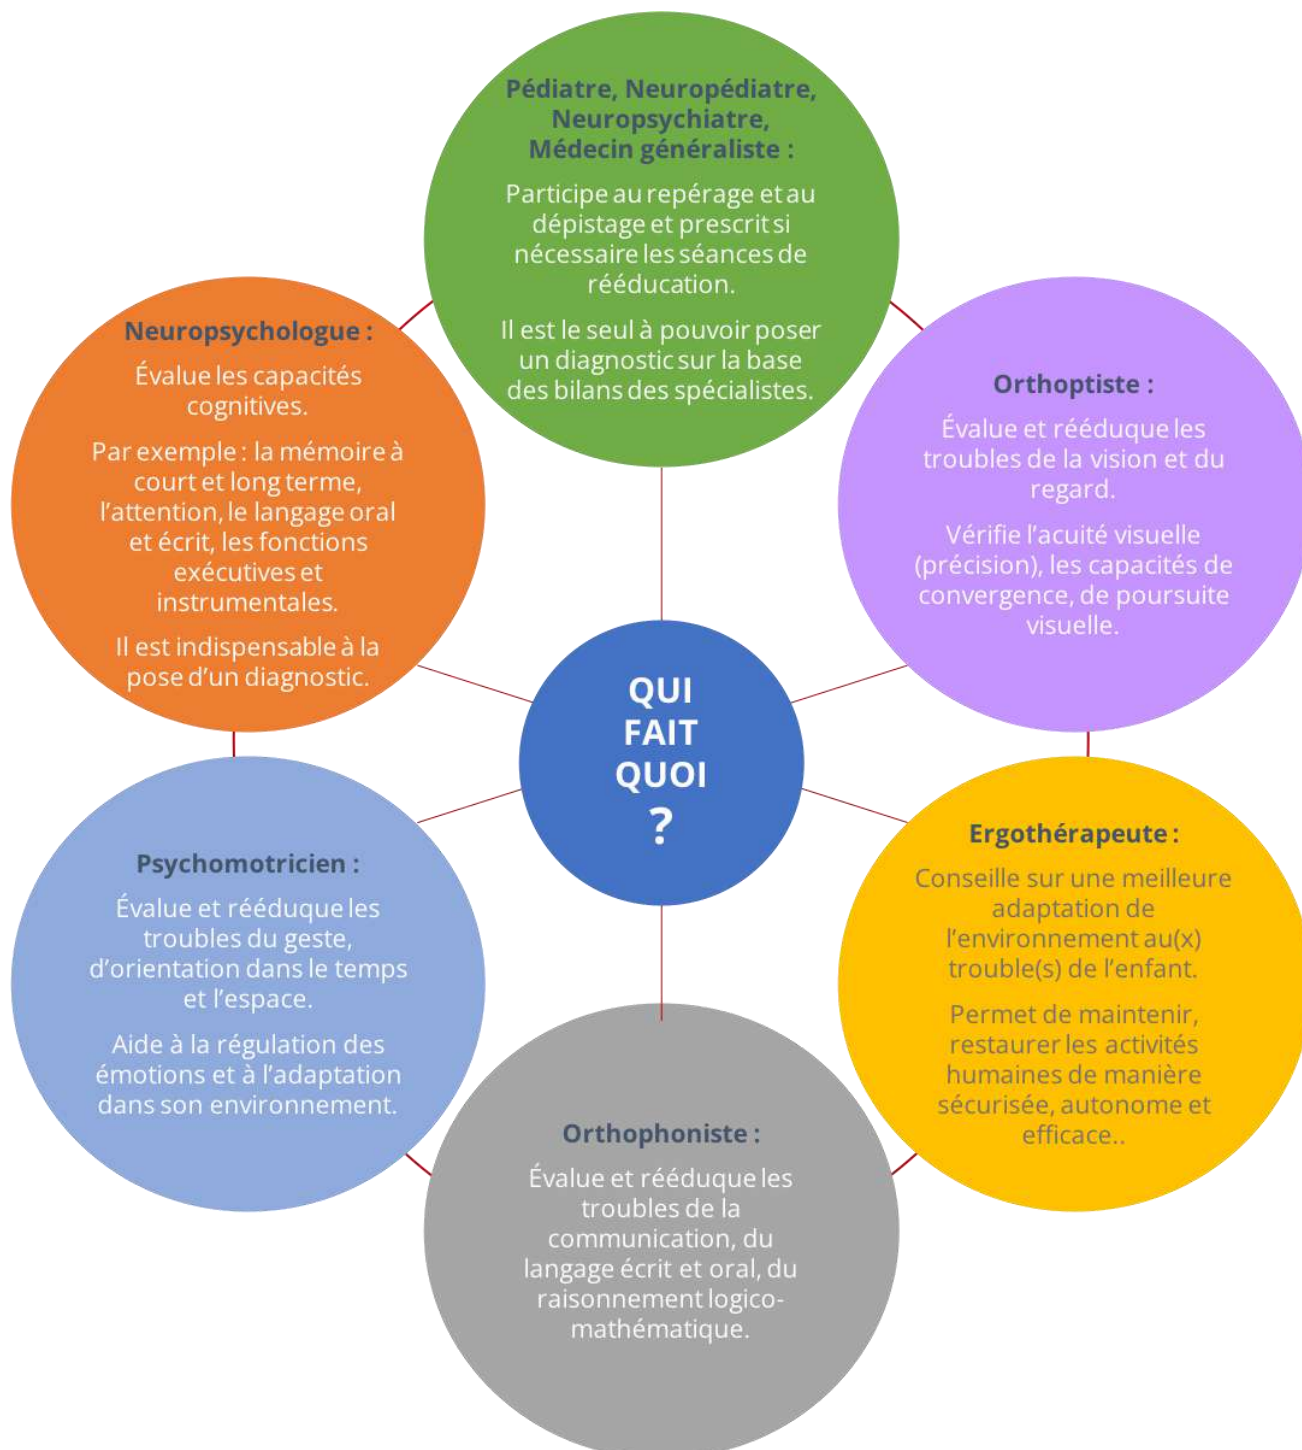 Pédiatre, Neuropédiatre,
Neuropsychiatre,
Médecin généraliste :
Participe au repérage et au
dépistage et prescrit si
nécessaire les séances de
rééducation.
Il est le seul à pouvoir poser
un diagnostic sur la base
des bilans des spécialistes.
Neuropsychologue :
Évalue les capacités
cognitives.
Par exemple : la mémoire à
court et long terme,
l'attention, le langage oral
et écrit, les fonctions
exécutives et
instrumentales.
Il est indispensable à la
pose d'un diagnostic.
Orthoptiste :
Évalue et rééduque les
troubles de la vision et du
regard.
Vérifie l'acuité visuelle
(précision), les capacités de
convergence, de poursuite
visuelle.
QUI
FAIT
QUOI
?
Psychomotricien :
Évalue et rééduque les
troubles du geste,
d'orientation dans le temps
et l'espace.
Aide à la régulation des
émotions et à l'adaptation
dans son environnement.
Ergothérapeute :
Conseille sur une meilleure
adaptation de
l'environnement au(x)
trouble(s) de l'enfant.
Permet de maintenir,
restaurer les activités
humaines de manière
sécurisée, autonome et
efficace..
Orthophoniste :
Évalue et rééduque les
troubles de la
communication, du
langage écrit et oral, du
raisonnement logico-
mathématique.